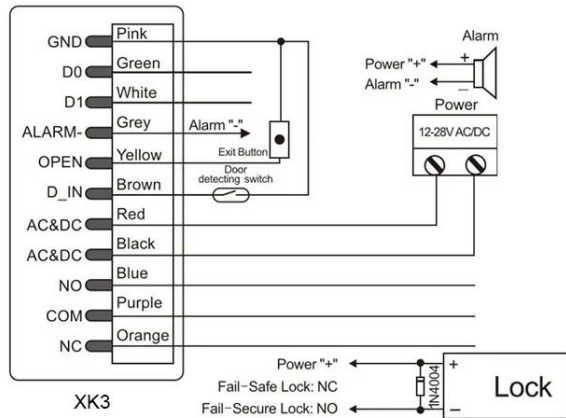 GND Pink
D0 Green
D1 White
ALARM- Grey Alarm "-"
OPEN Yellow
Exit Button
Door
detecting switch
D_IN Brown
AC&DC Red
AC&DC Black
NO Blue
COM Purple
NC Orange
XK3
Alarm
Power "+" +
Alarm "-" −
Power
12-28V AC/DC
Power "+" +
Fail-Safe Lock: NC
Fail-Secure Lock: NO −
1N4004
Lock